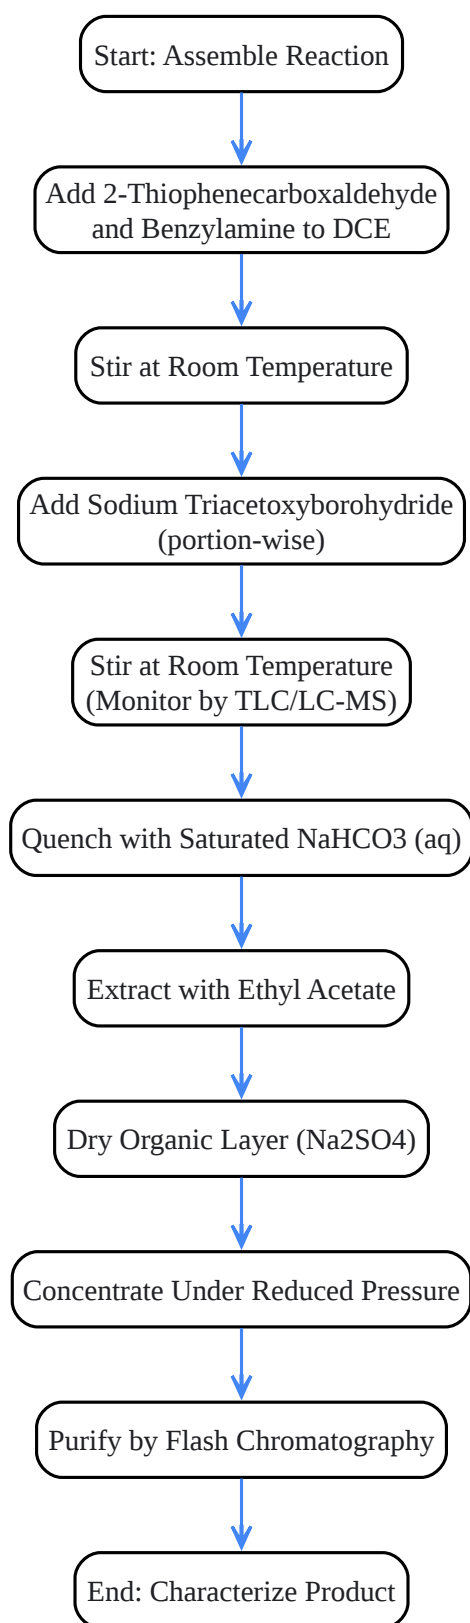 Start: Assemble Reaction
Add 2-Thiophenecarboxaldehyde
and Benzylamine to DCE
Stir at Room Temperature
Add Sodium Triacetoxyborohydride
(portion-wise)
Stir at Room Temperature
(Monitor by TLC/LC-MS)
Quench with Saturated NaHCO3 (aq)
Extract with Ethyl Acetate
Dry Organic Layer (Na2SO4)
Concentrate Under Reduced Pressure
Purify by Flash Chromatography
End: Characterize Product